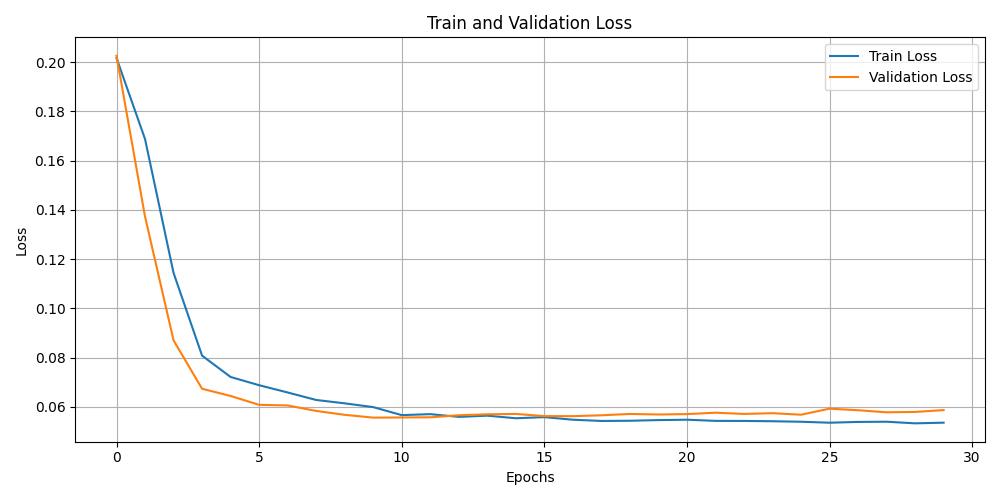 Train and Validation Loss
Train Loss
Validation Loss
0.20
0.18
0.16
0.14
0.12
0.10
0.08
0.06
Loss
0 5 10 15 20 25 30
Epochs